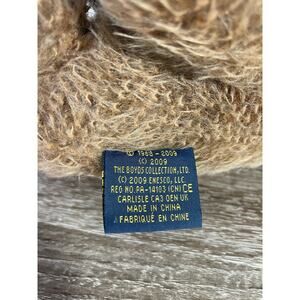 © 1988 - 2009
(c) 2009
THE BOYDS COLLECTION, LTD.
(c) 2009 ENESCO, LLC.
REG NO. PA-14103 (CN) CE
CARLISLE CA3 0EN UK
MADE IN CHINA
FABRIQUÉ EN CHINE